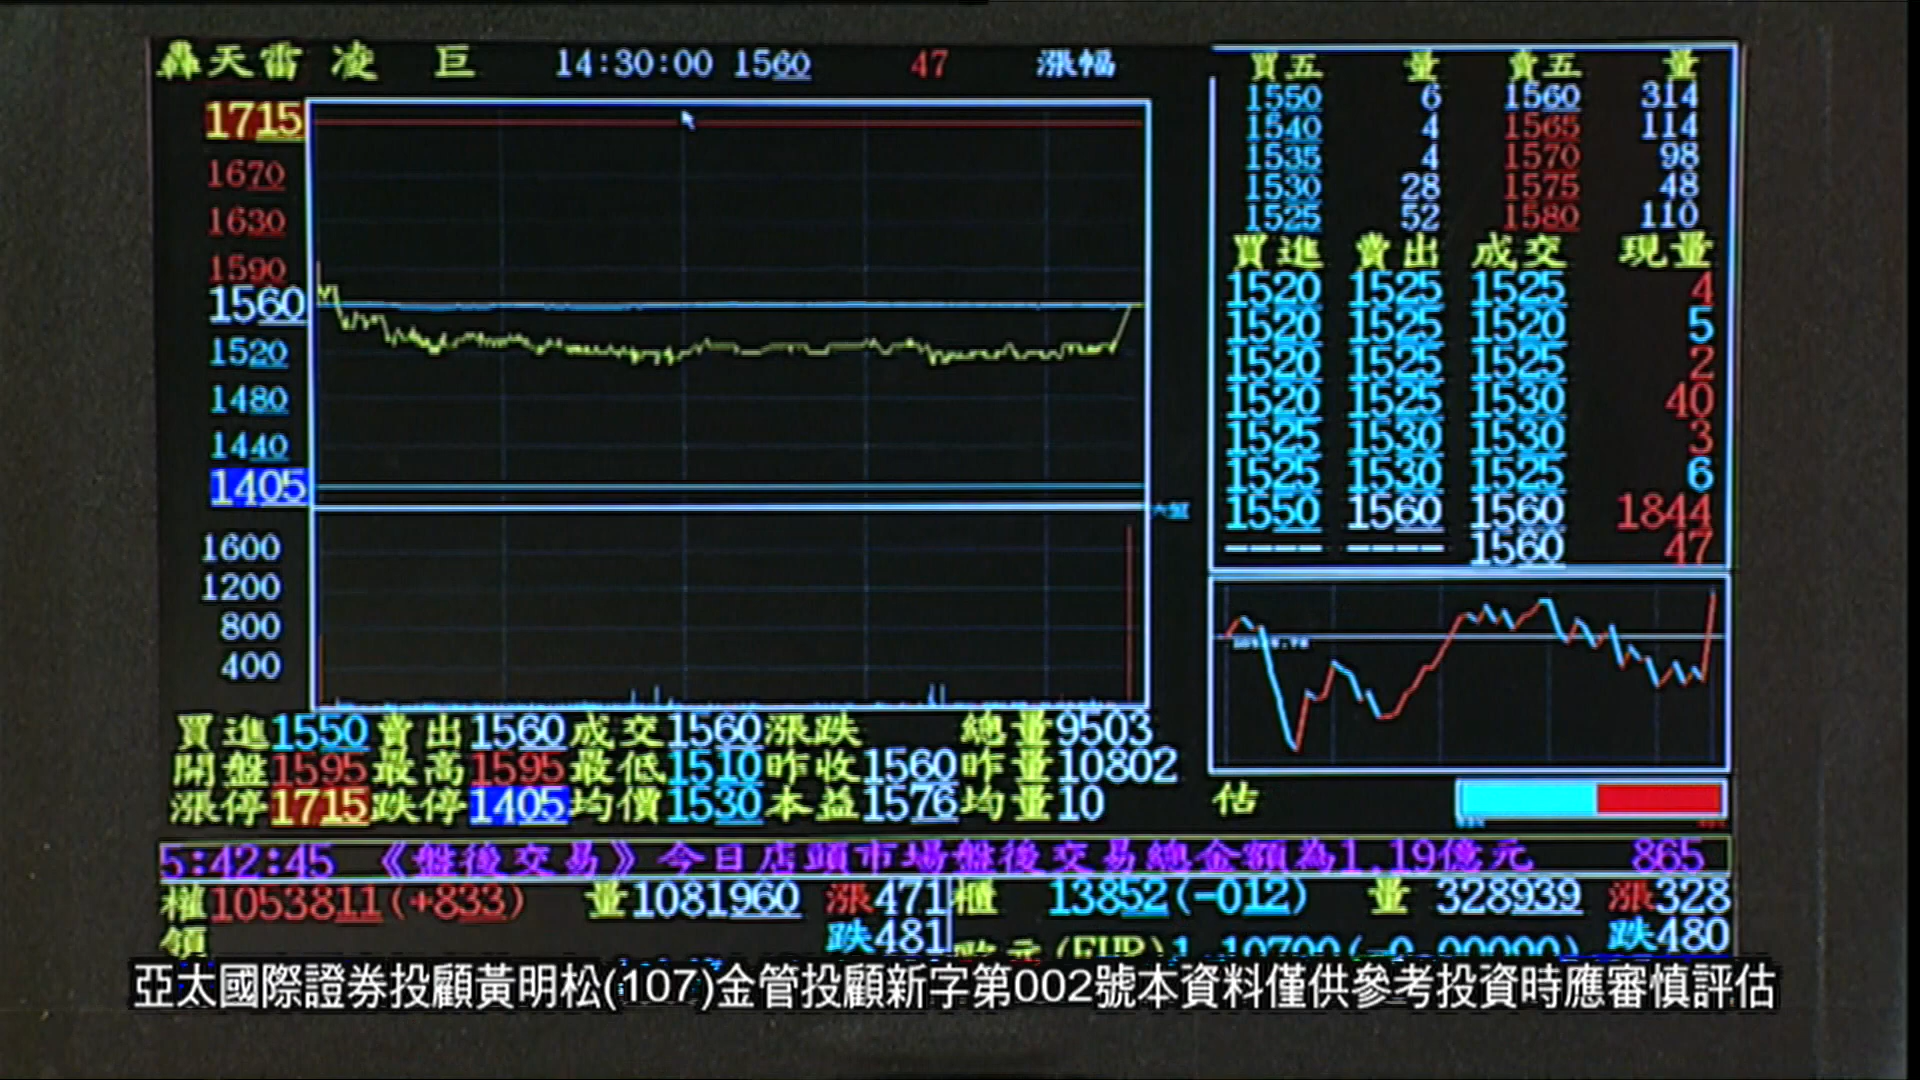 轟天雷 凌 巨 14:30:00 1560 47 漲幅
1715
1670
1630
1590
1560
1520
1480
1440
1405
1600
1200
800
400
買五 量 賣五 量
1550 6 1560 314
1540 4 1565 114
1535 4 1570 98
1530 28 1575 48
1525 52 1580 110
買進 賣出 成交 現量
1520 1525 1525 4
1520 1525 1520 5
1520 1525 1525 2
1520 1525 1530 40
1525 1530 1530 3
1525 1530 1525 6
1550 1560 1560 1844
---- ---- 1560 47
買進1550賣出1560成交1560漲跌 總量9503
開盤1595最高1595最低1510昨收1560昨量10802
漲停1715跌停1405均價1530本益1576均量10
估
5:42:45 《盤後交易》今日店頭市場盤後交易總金額為1.19億元 865
權1053811(+833) 量1081960 漲471 櫃 13852(-012) 量 328939 漲328
領 跌481 歐元(EUR)1.10700(-0.00000) 跌480
亞太國際證券投顧黃明松(107)金管投顧新字第002號本資料僅供參考投資時應審慎評估